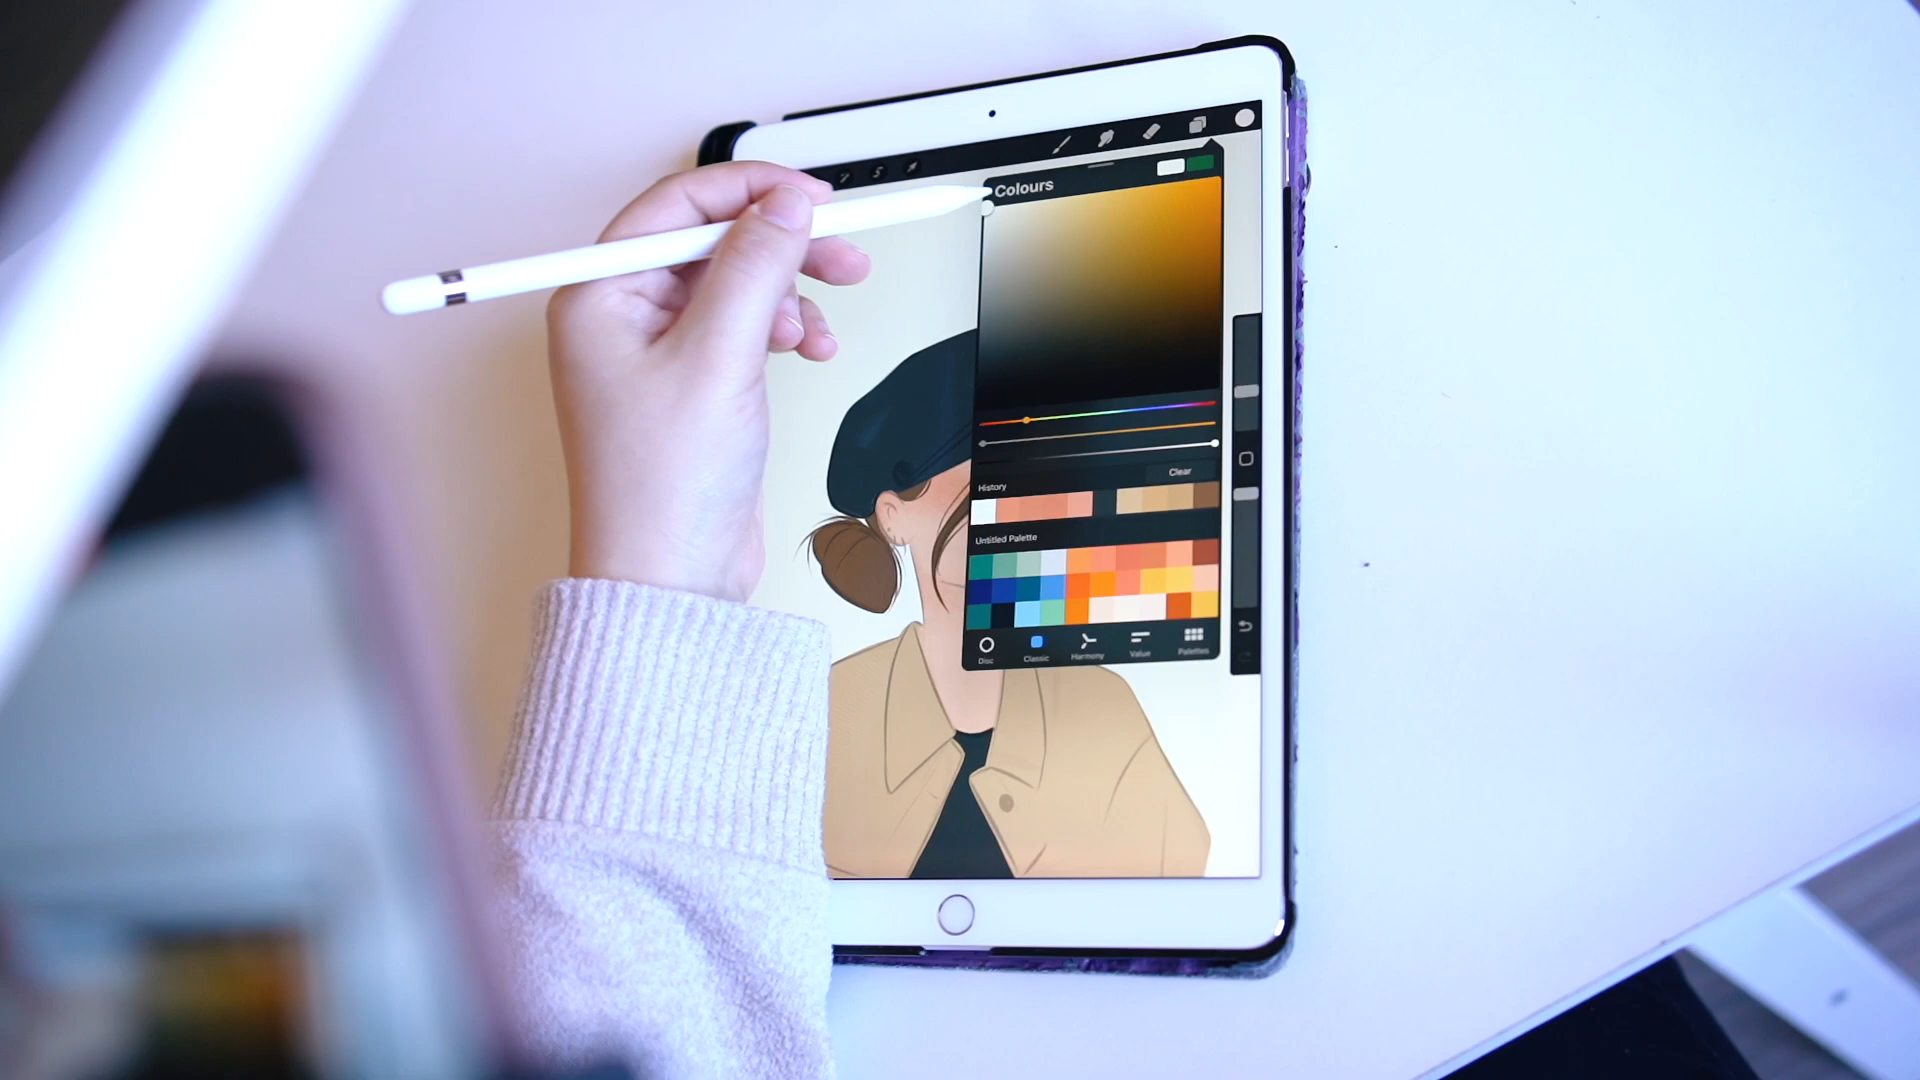 Colours
Clear
History
Untitled Palette
Disc
Classic
Harmony
Value
Palettes